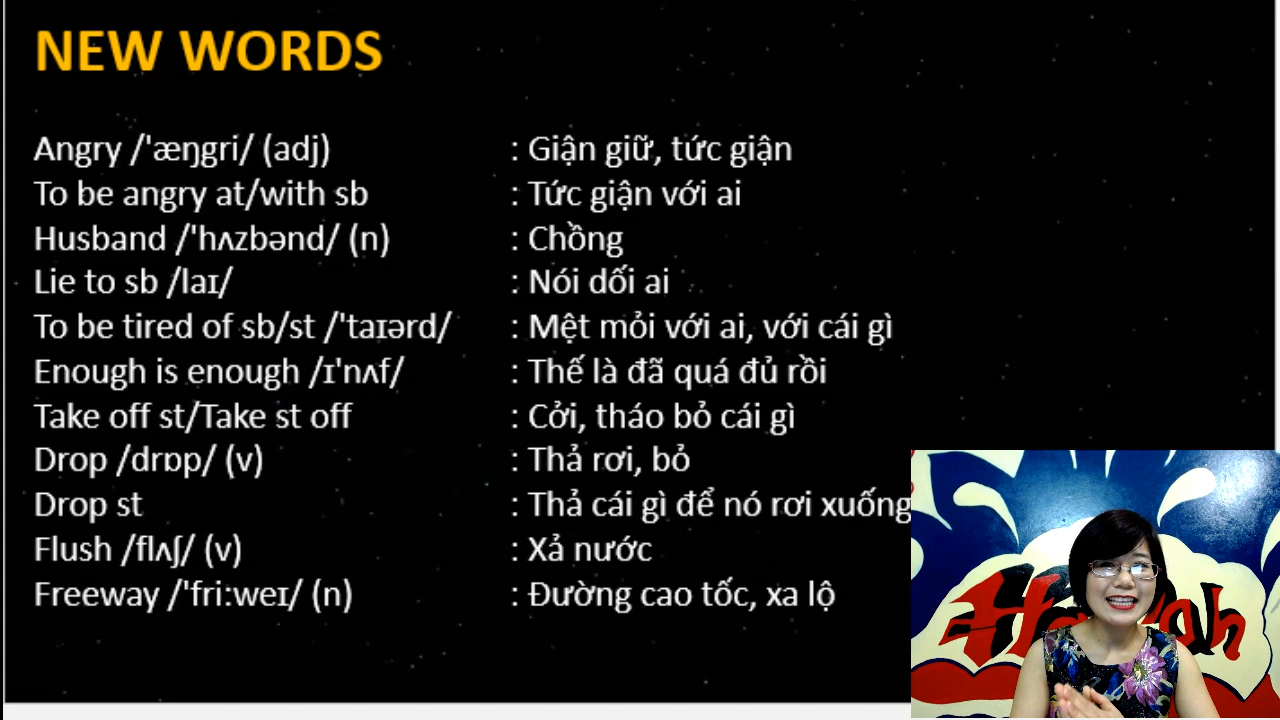 NEW WORDS
Angry /'æŋgri/ (adj) : Giận giữ, tức giận
To be angry at/with sb : Tức giận với ai
Husband /'hʌzbənd/ (n) : Chồng
Lie to sb /laɪ/ : Nói dối ai
To be tired of sb/st /'taɪərd/ : Mệt mỏi với ai, với cái gì
Enough is enough /ɪ'nʌf/ : Thế là đã quá đủ rồi
Take off st/Take st off : Cởi, tháo bỏ cái gì
Drop /drɒp/ (v) : Thả rơi, bỏ
Drop st : Thả cái gì để nó rơi xuống
Flush /flʌʃ/ (v) : Xả nước
Freeway /'fri:weɪ/ (n) : Đường cao tốc, xa lộ